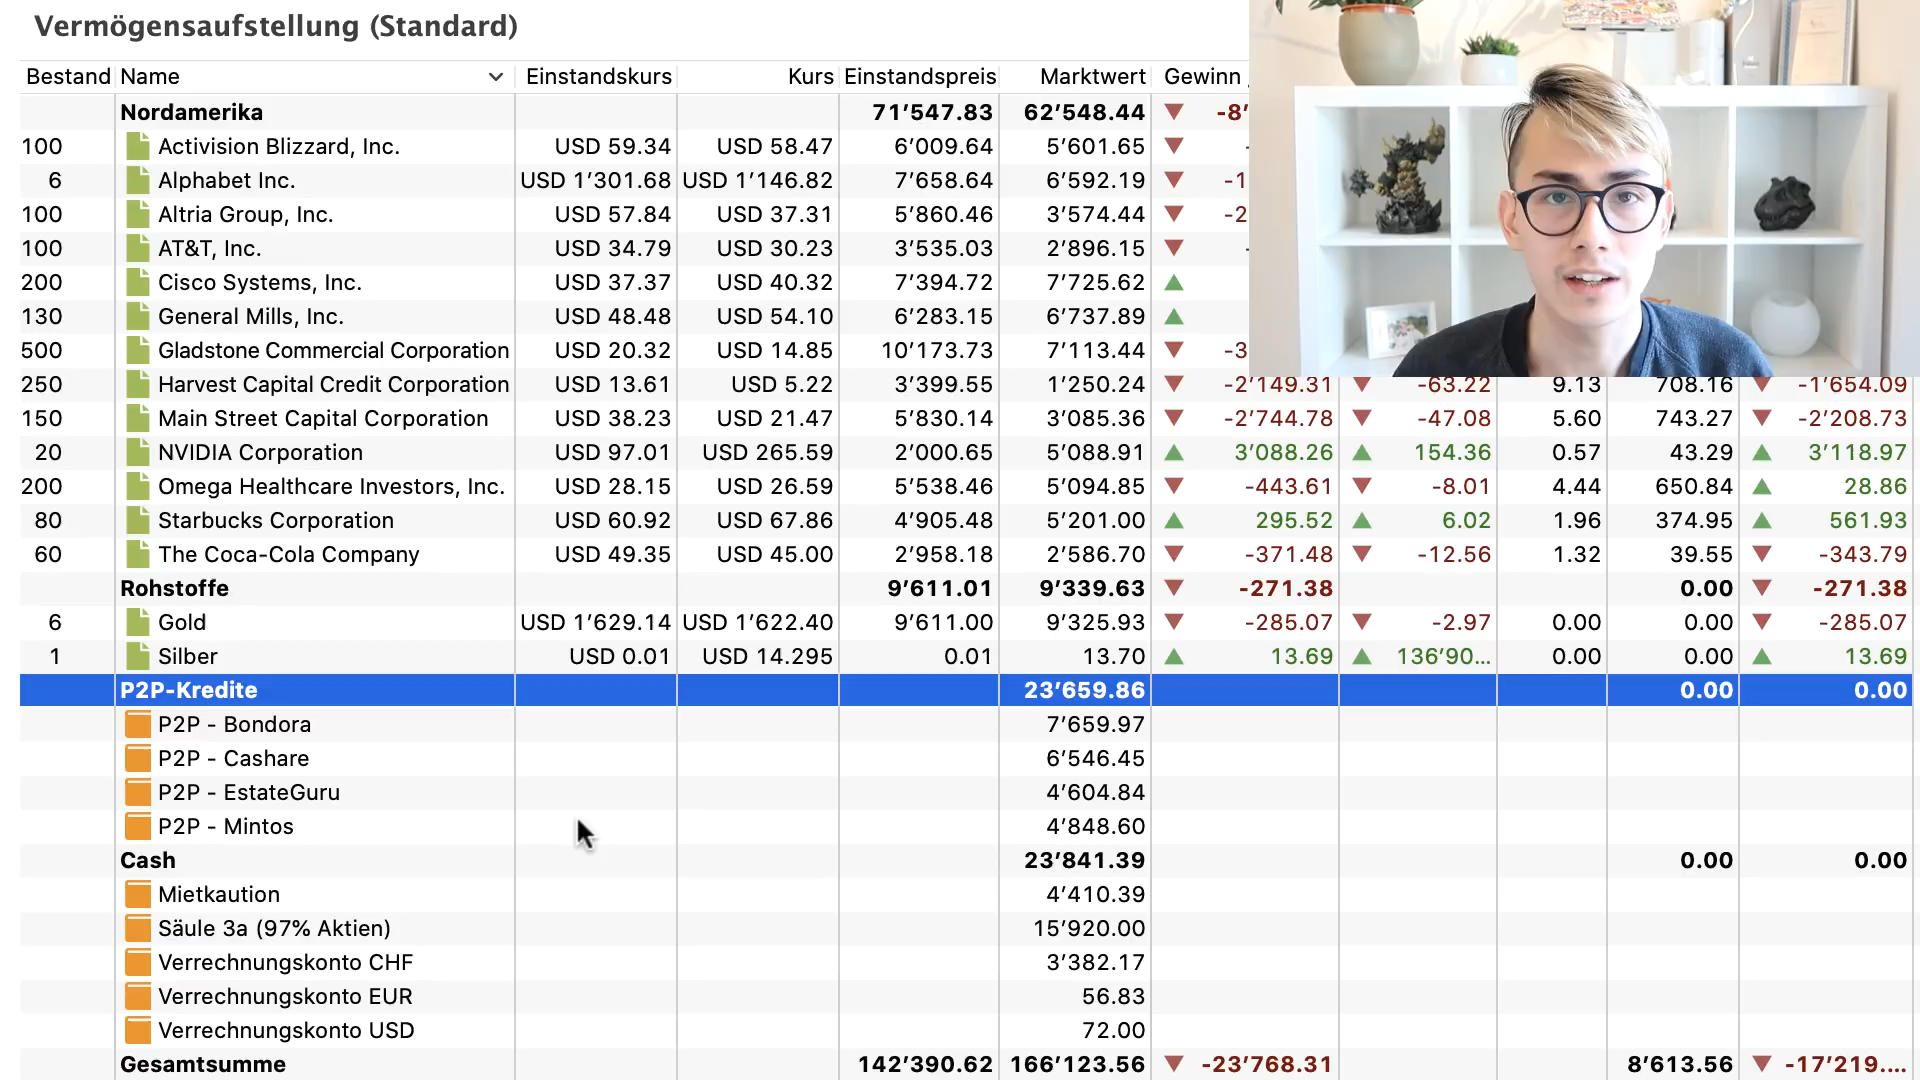 Vermögensaufstellung (Standard)
Bestand Name Einstandskurs Kurs Einstandspreis Marktwert Gewinn
Nordamerika 71’547.83 62’548.44 -8’
100 Activision Blizzard, Inc. USD 59.34 USD 58.47 6’009.64 5’601.65 -
6 Alphabet Inc. USD 1’301.68 USD 1’146.82 7’658.64 6’592.19 -1
100 Altria Group, Inc. USD 57.84 USD 37.31 5’860.46 3’574.44 -2
100 AT&T, Inc. USD 34.79 USD 30.23 3’535.03 2’896.15 -
200 Cisco Systems, Inc. USD 37.37 USD 40.32 7’394.72 7’725.62
130 General Mills, Inc. USD 48.48 USD 54.10 6’283.15 6’737.89
500 Gladstone Commercial Corporation USD 20.32 USD 14.85 10’173.73 7’113.44 -3
250 Harvest Capital Credit Corporation USD 13.61 USD 5.22 3’399.55 1’250.24 -2’149.31 -63.22 9.13 708.16 -1’654.09
150 Main Street Capital Corporation USD 38.23 USD 21.47 5’830.14 3’085.36 -2’744.78 -47.08 5.60 743.27 -2’208.73
20 NVIDIA Corporation USD 97.01 USD 265.59 2’000.65 5’088.91 3’088.26 154.36 0.57 43.29 3’118.97
200 Omega Healthcare Investors, Inc. USD 28.15 USD 26.59 5’538.46 5’094.85 -443.61 -8.01 4.44 650.84 28.86
80 Starbucks Corporation USD 60.92 USD 67.86 4’905.48 5’201.00 295.52 6.02 1.96 374.95 561.93
60 The Coca-Cola Company USD 49.35 USD 45.00 2’958.18 2’586.70 -371.48 -12.56 1.32 39.55 -343.79
Rohstoffe 9’611.01 9’339.63 -271.38 0.00 -271.38
6 Gold USD 1’629.14 USD 1’622.40 9’611.00 9’325.93 -285.07 -2.97 0.00 0.00 -285.07
1 Silber USD 0.01 USD 14.295 0.01 13.70 13.69 136’90... 0.00 0.00 13.69
P2P-Kredite 23’659.86 0.00 0.00
P2P - Bondora 7’659.97
P2P - Cashare 6’546.45
P2P - EstateGuru 4’604.84
P2P - Mintos 4’848.60
Cash 23’841.39 0.00 0.00
Mietkaution 4’410.39
Säule 3a (97% Aktien) 15’920.00
Verrechnungskonto CHF 3’382.17
Verrechnungskonto EUR 56.83
Verrechnungskonto USD 72.00
Gesamtsumme 142’390.62 166’123.56 -23’768.31 8’613.56 -17’219....